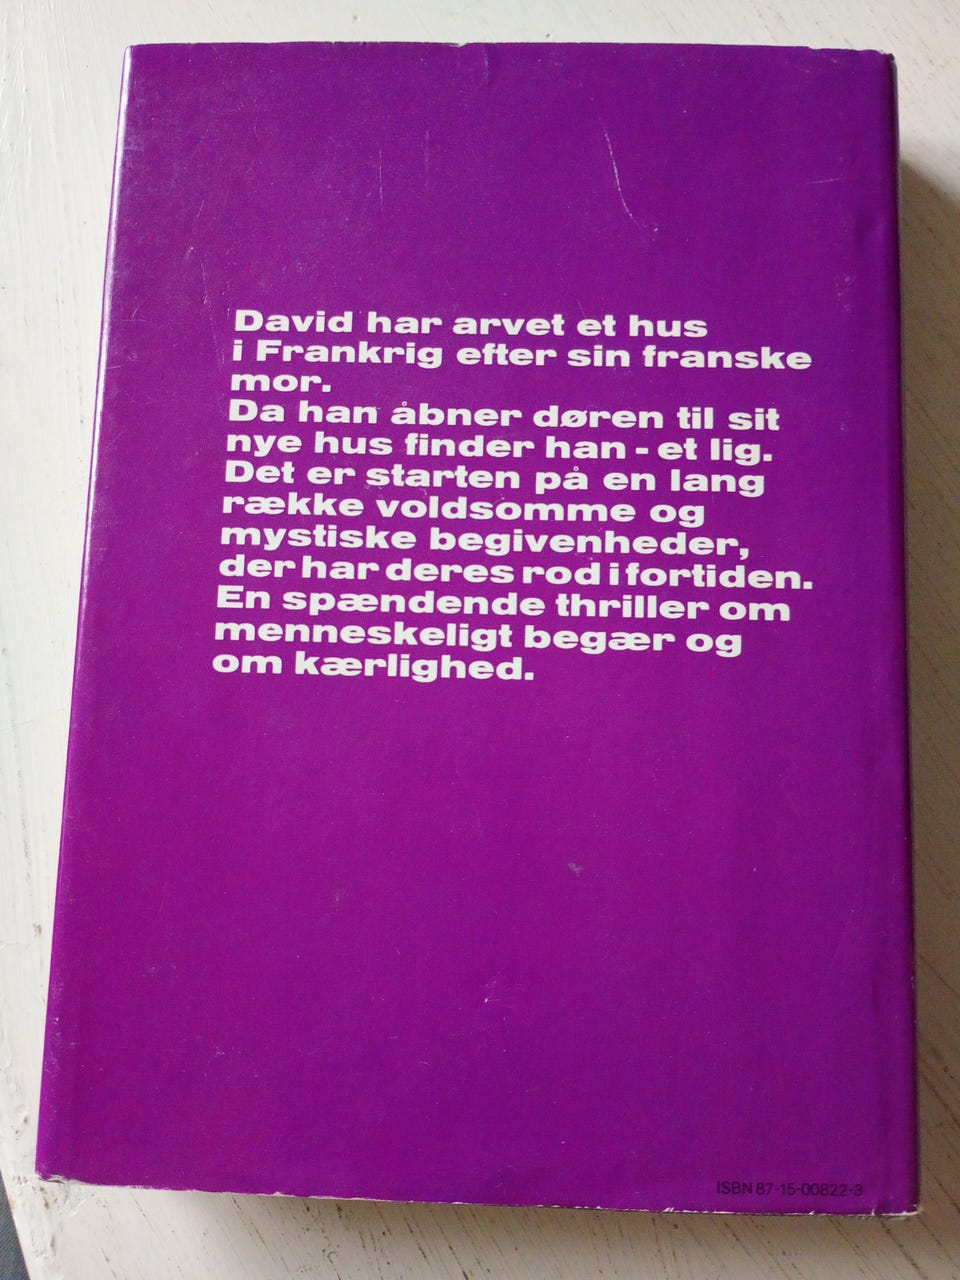 David har arvet et hus
i Frankrig efter sin franske
mor.
Da han åbner døren til sit
nye hus finder han - et lig.
Det er starten på en lang
række voldsomme og
mystiske begivenheder,
der har deres rod i fortiden.
En spændende thriller om
menneskeligt begær og
om kærlighed.
ISBN 87-15-00822-3